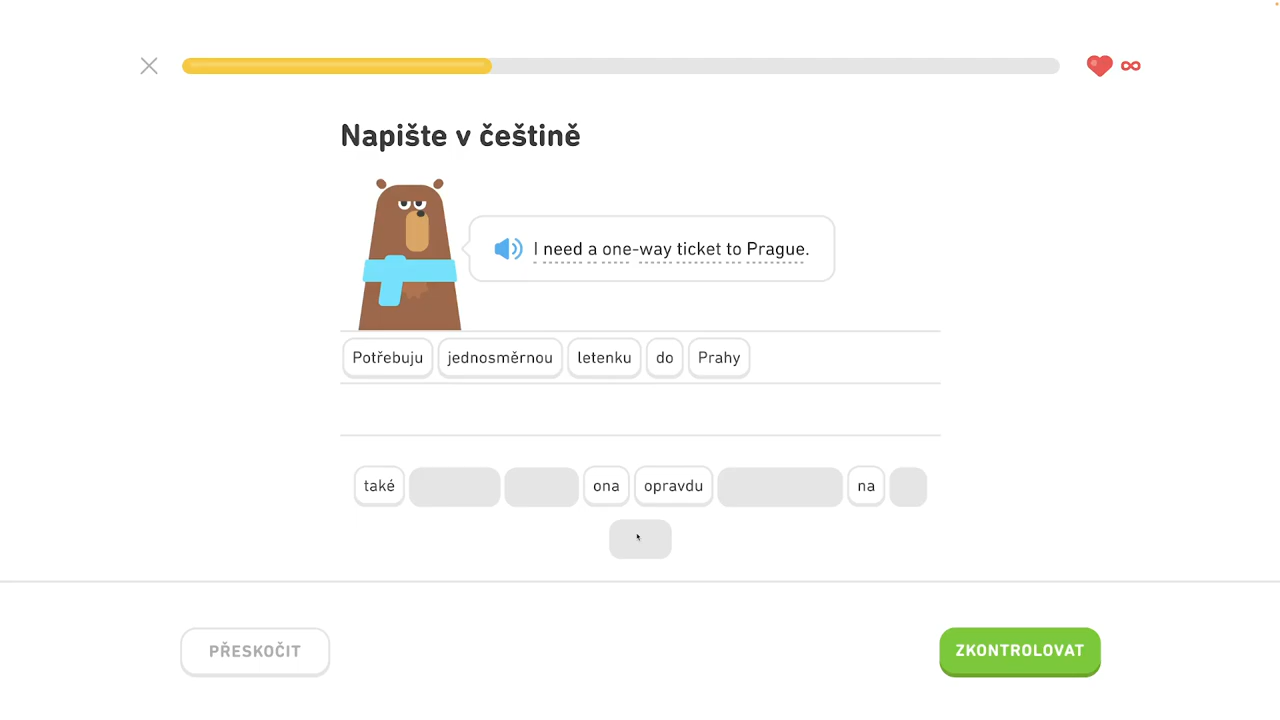 Napište v češtině
I need a one-way ticket to Prague.
Potřebuju jednosměrnou letenku do Prahy
také ona opravdu na
PŘESKOČIT ZKONTROLOVAT